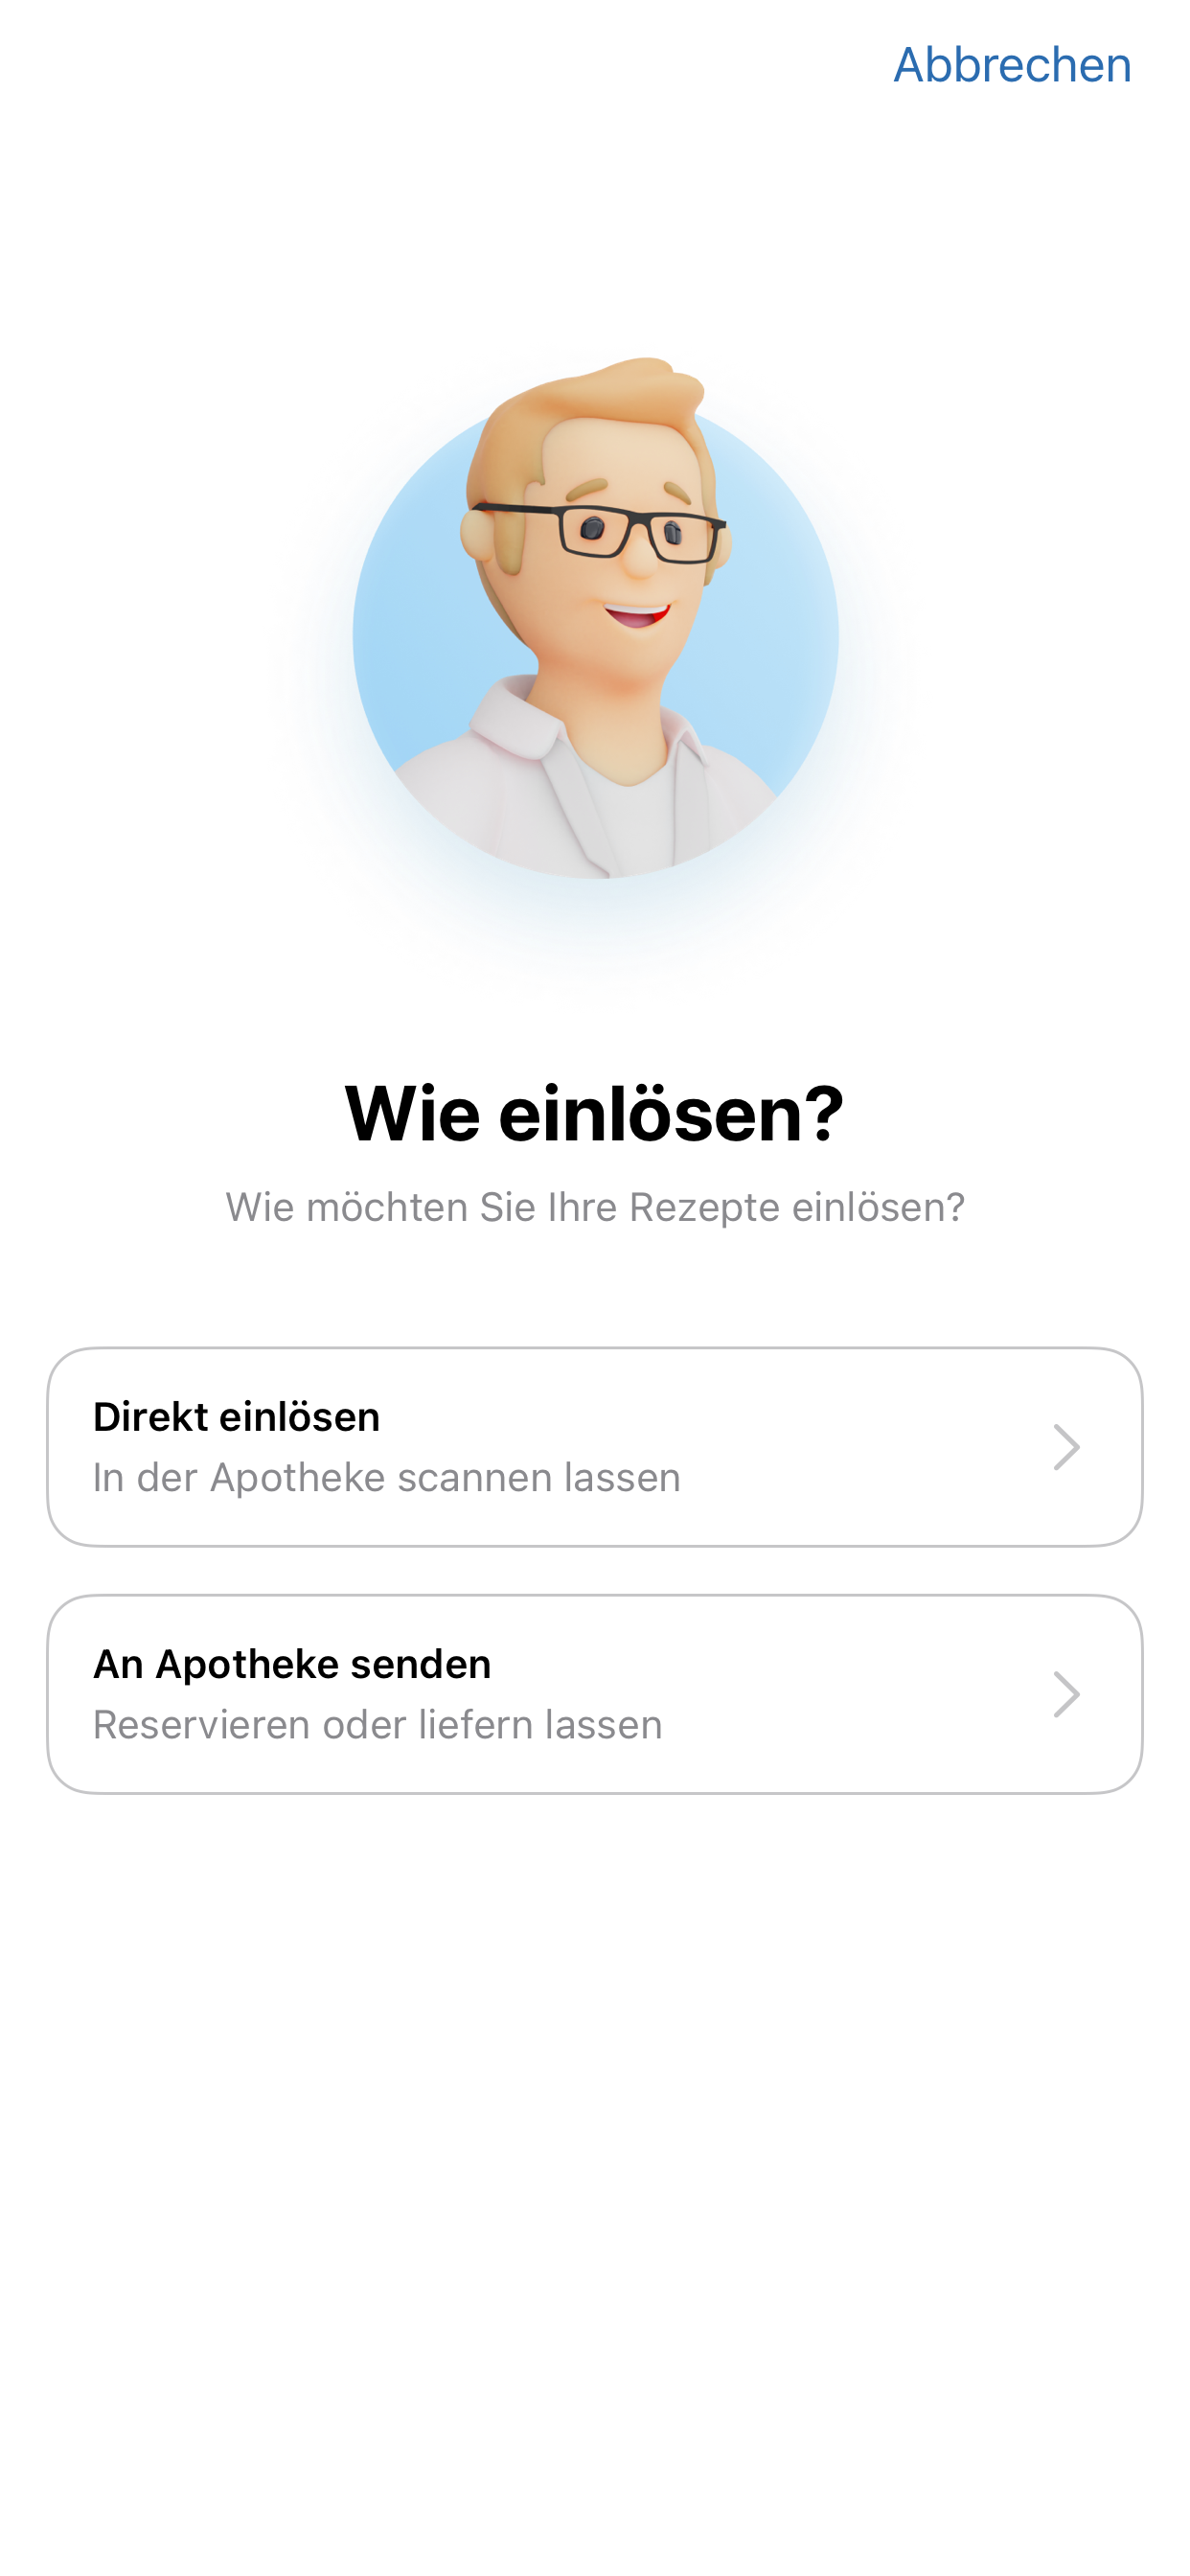 Abbrechen
Wie einlösen?
Wie möchten Sie Ihre Rezepte einlösen?
Direkt einlösen
In der Apotheke scannen lassen
An Apotheke senden
Reservieren oder liefern lassen